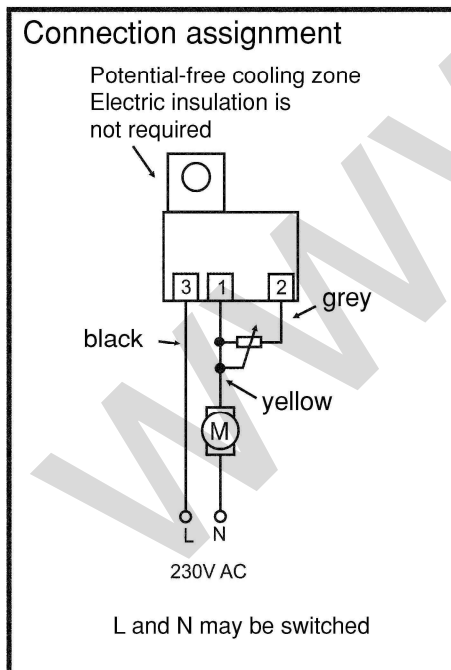 Connection assignment
Potential-free cooling zone
Electric insulation is
not required
3 1 2
grey
black
yellow
M
L N
230V AC
L and N may be switched